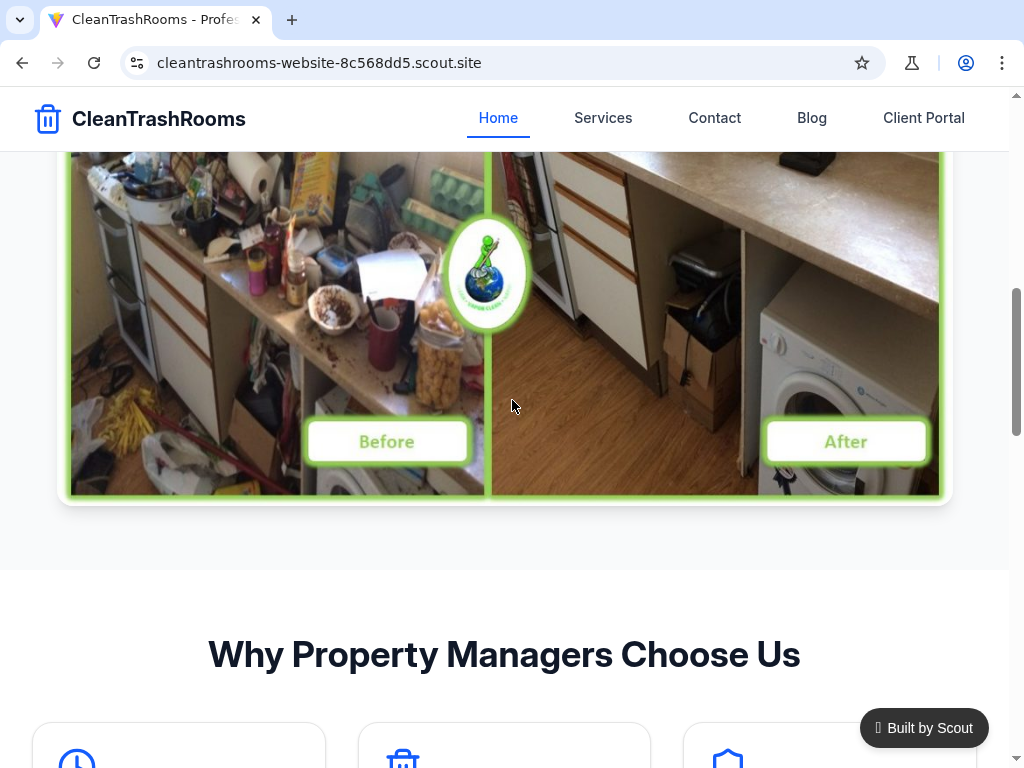 CleanTrashRooms - Profes
cleantrashrooms-website-8c568dd5.scout.site
CleanTrashRooms
Home
Services
Contact
Blog
Client Portal
Before
After
Why Property Managers Choose Us
Built by Scout